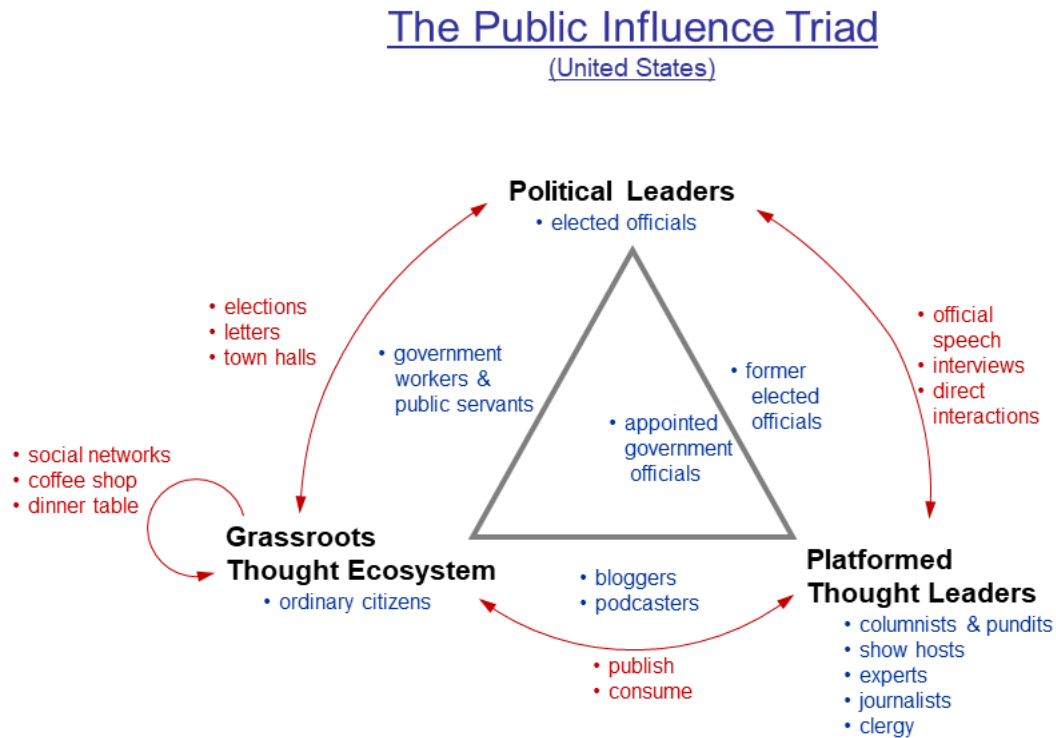 The Public Influence Triad
(United States)
Political Leaders
• elected officials
• elections
• letters
• town halls
• government
workers &
public servants
• former
elected
officials
• official
speech
• interviews
• direct
interactions
• appointed
government
officials
• social networks
• coffee shop
• dinner table
Grassroots
Thought Ecosystem
• ordinary citizens
• bloggers
• podcasters
• publish
• consume
Platformed
Thought Leaders
• columnists & pundits
• show hosts
• experts
• journalists
• clergy